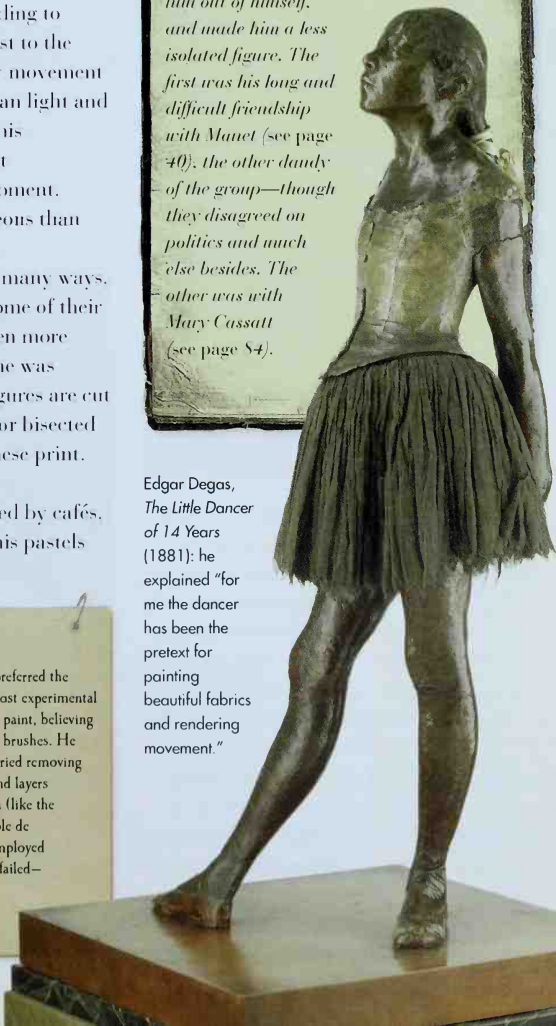 ding to
st to the
movement
an light and
his
t
oment.
eous than
many ways.
ome of their
en more
he was
gures are cut
or bisected
ese print.
ed by cafés,
his pastels
him out of himself,
and made him a less
isolated figure. The
first was his long and
difficult friendship
with Manet (see page
40), the other dandy
of the group—though
they disagreed on
politics and much
else besides. The
other was with
Mary Cassatt
(see page 84).
Edgar Degas,
The Little Dancer
of 14 Years
(1881): he
explained "for
me the dancer
has been the
pretext for
painting
beautiful fabrics
and rendering
movement."
preferred the
ast experimental
paint, believing
brushes. He
ried removing
nd layers
(like the
le de
mployed
failed—